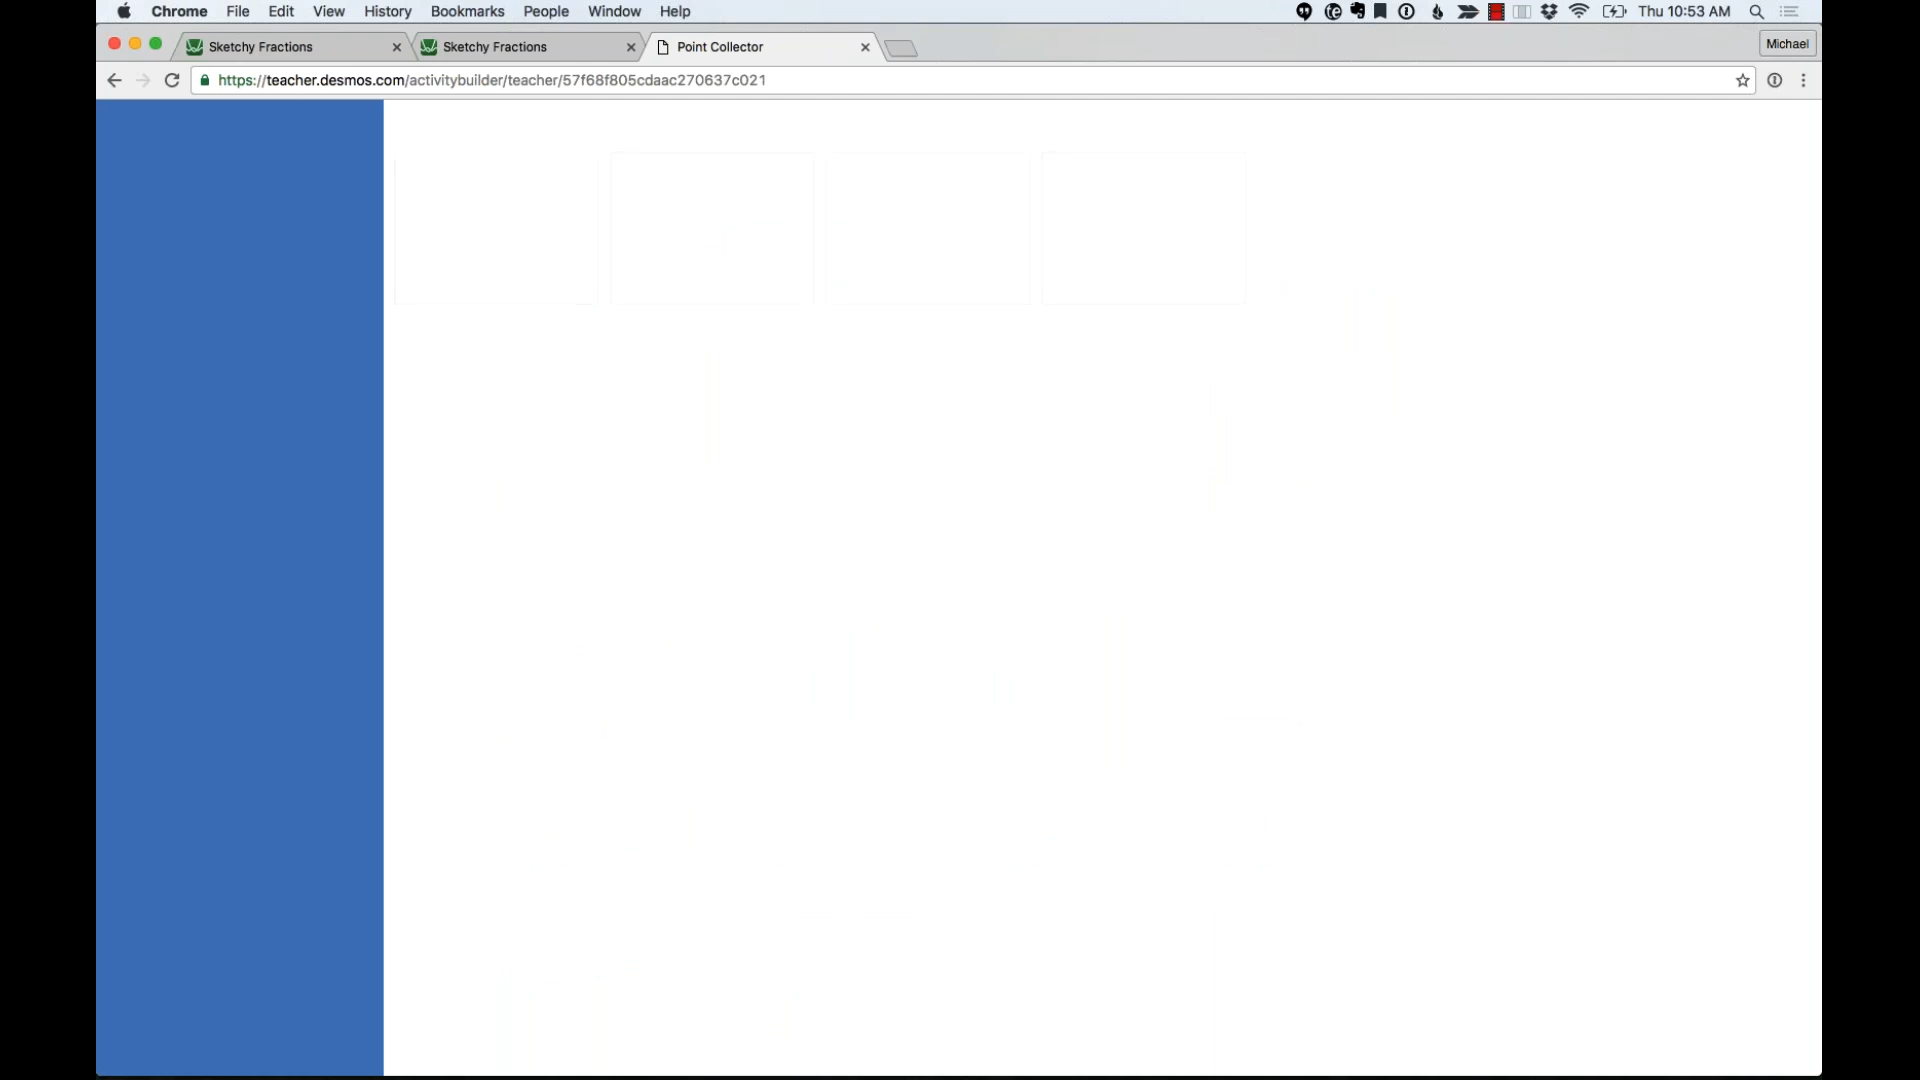 Chrome File Edit View History Bookmarks People Window Help Thu 10:53 AM
Sketchy Fractions Sketchy Fractions Point Collector Michael
https://teacher.desmos.com/activitybuilder/teacher/57f68f805cdaac270637c021